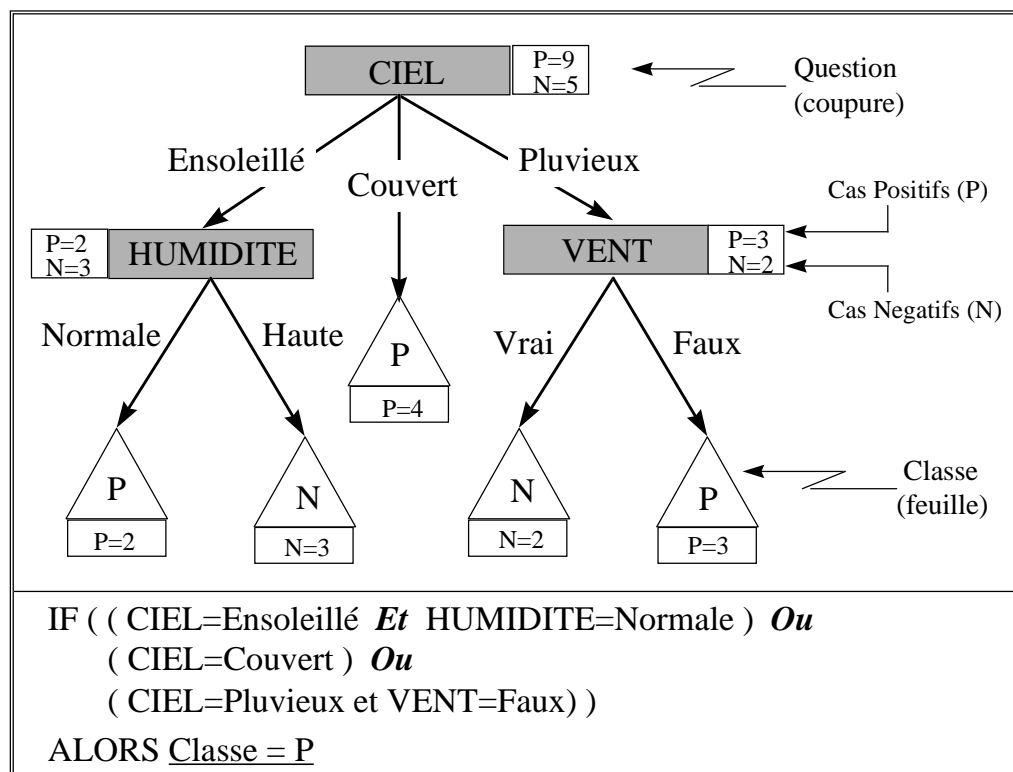 CIEL
P=9
N=5
Question
(coupure)
Ensoleillé
Couvert
Pluvieux
Cas Positifs (P)
P=2
N=3
HUMIDITE
VENT
P=3
N=2
Cas Negatifs (N)
Normale
Haute
P
P=4
Vrai
Faux
P
P=2
N
N=3
N
N=2
P
P=3
Classe
(feuille)
IF ( ( CIEL=Ensoleillé Et HUMIDITE=Normale ) Ou
( CIEL=Couvert ) Ou
( CIEL=Pluvieux et VENT=Faux) )
ALORS Classe = P